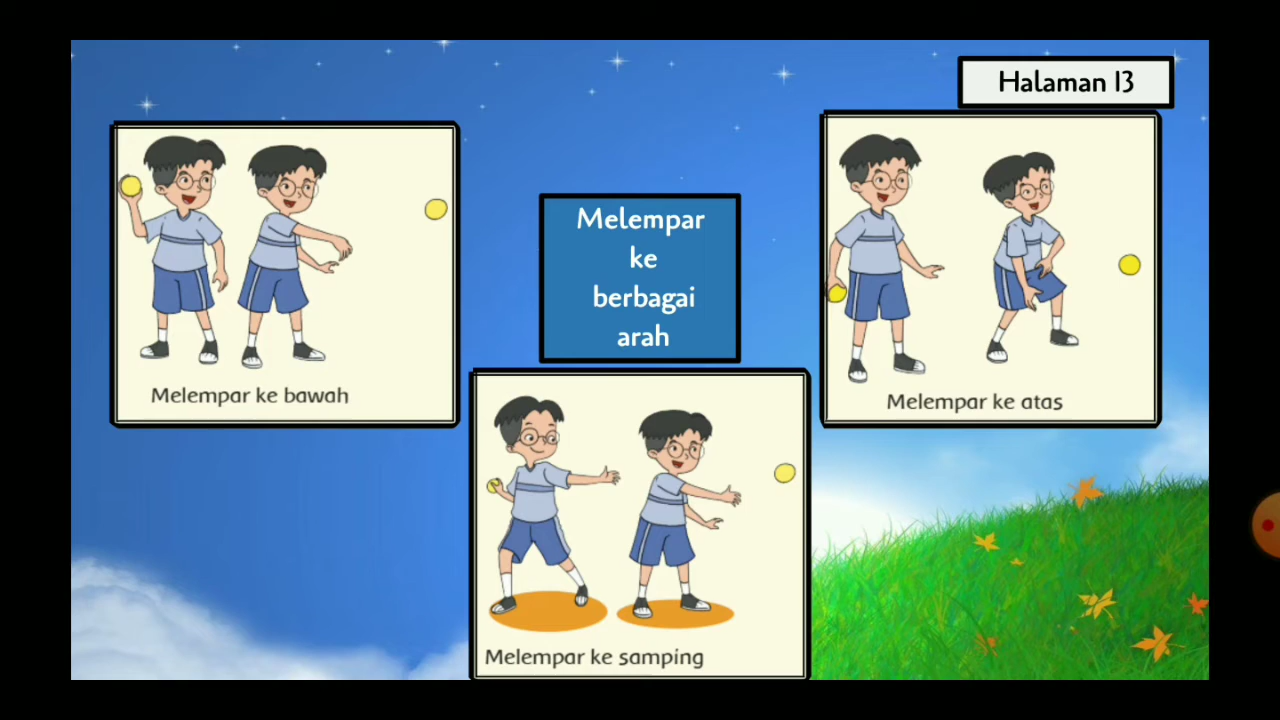 Halaman 13
Melempar
ke
berbagai
arah
Melempar ke bawah
Melempar ke atas
Melempar ke samping